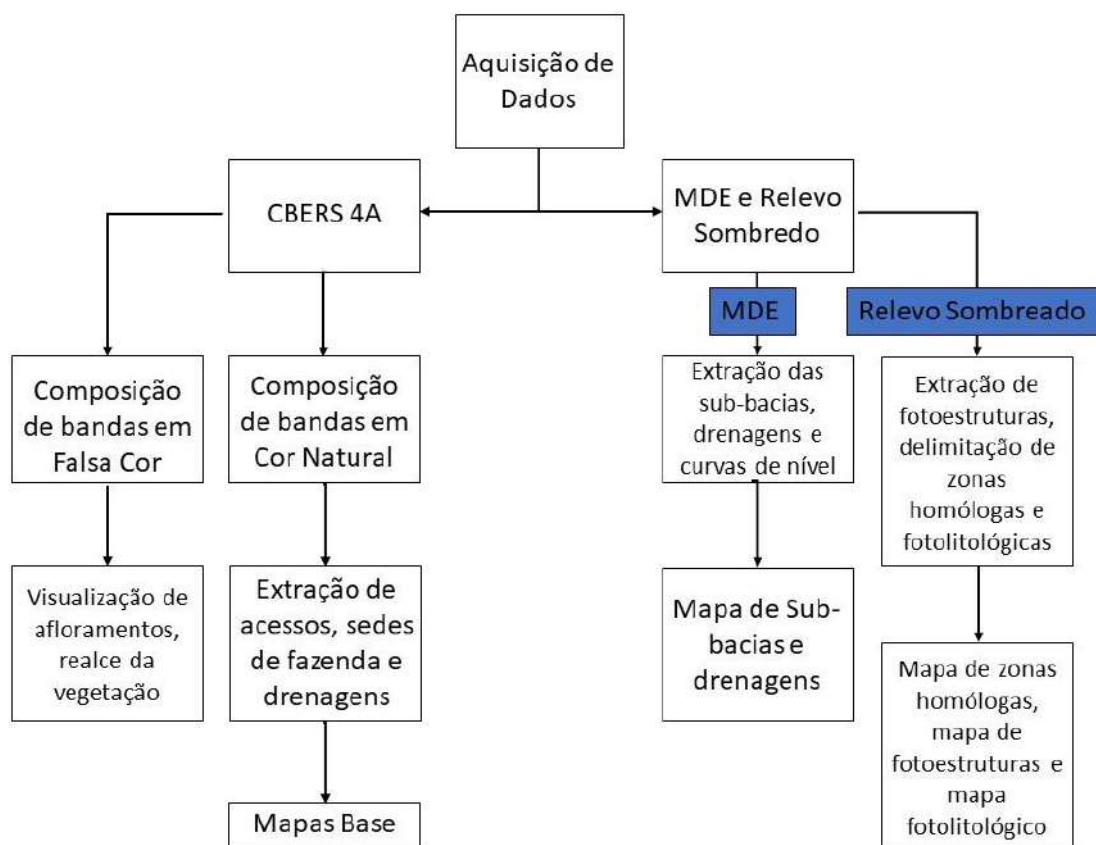 Aquisição de
Dados
CBERS 4A
MDE e Relevo
Sombredo
MDE
Relevo Sombreado
Composição
de bandas em
Falsa Cor
Composição
de bandas em
Cor Natural
Extração das
sub-bacias,
drenagens e
curvas de nível
Extração de
fotoestruturas,
delimitação de
zonas
homólogas e
fotolitológicas
Visualização de
afloramentos,
realce da
vegetação
Extração de
acessos, sedes
de fazenda e
drenagens
Mapa de Sub-
bacias e
drenagens
Mapa de zonas
homólogas,
mapa de
fotoestruturas e
mapa
fotolitológico
Mapas Base